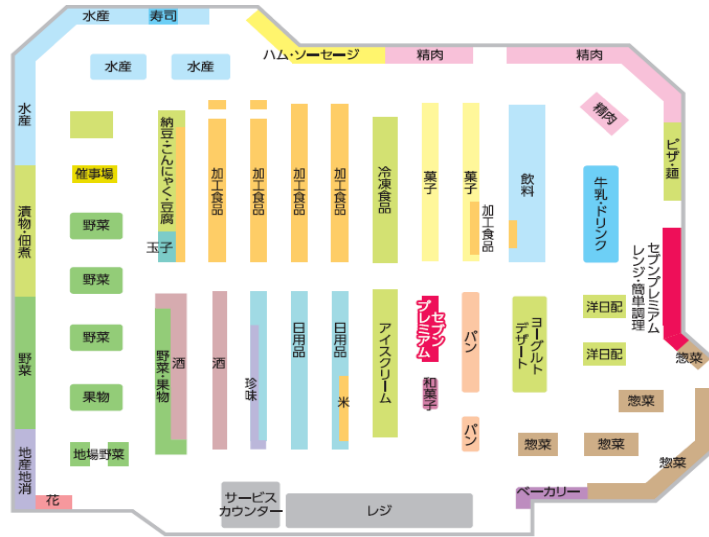 水産
寿司
ハム・ソーセージ
精肉
精肉
水産
水産
水産
精肉
納豆・こんにゃく・豆腐
加工食品
加工食品
加工食品
加工食品
冷凍食品
菓子
菓子
加工食品
飲料
牛乳・ドリンク
ピザ・麺
催事場
漬物・佃煮
野菜
玉子
セブンプレミアム
レンジ・簡単調理
野菜
野菜
野菜
果物
地場野菜
野菜・果物
酒
酒
珍味
日用品
日用品
米
アイスクリーム
セブン
プレミアム
和菓子
パン
パン
ヨーグルト
デザート
洋日配
洋日配
惣菜
惣菜
惣菜
惣菜
惣菜
地産地消
花
サービス
カウンター
レジ
ベーカリー